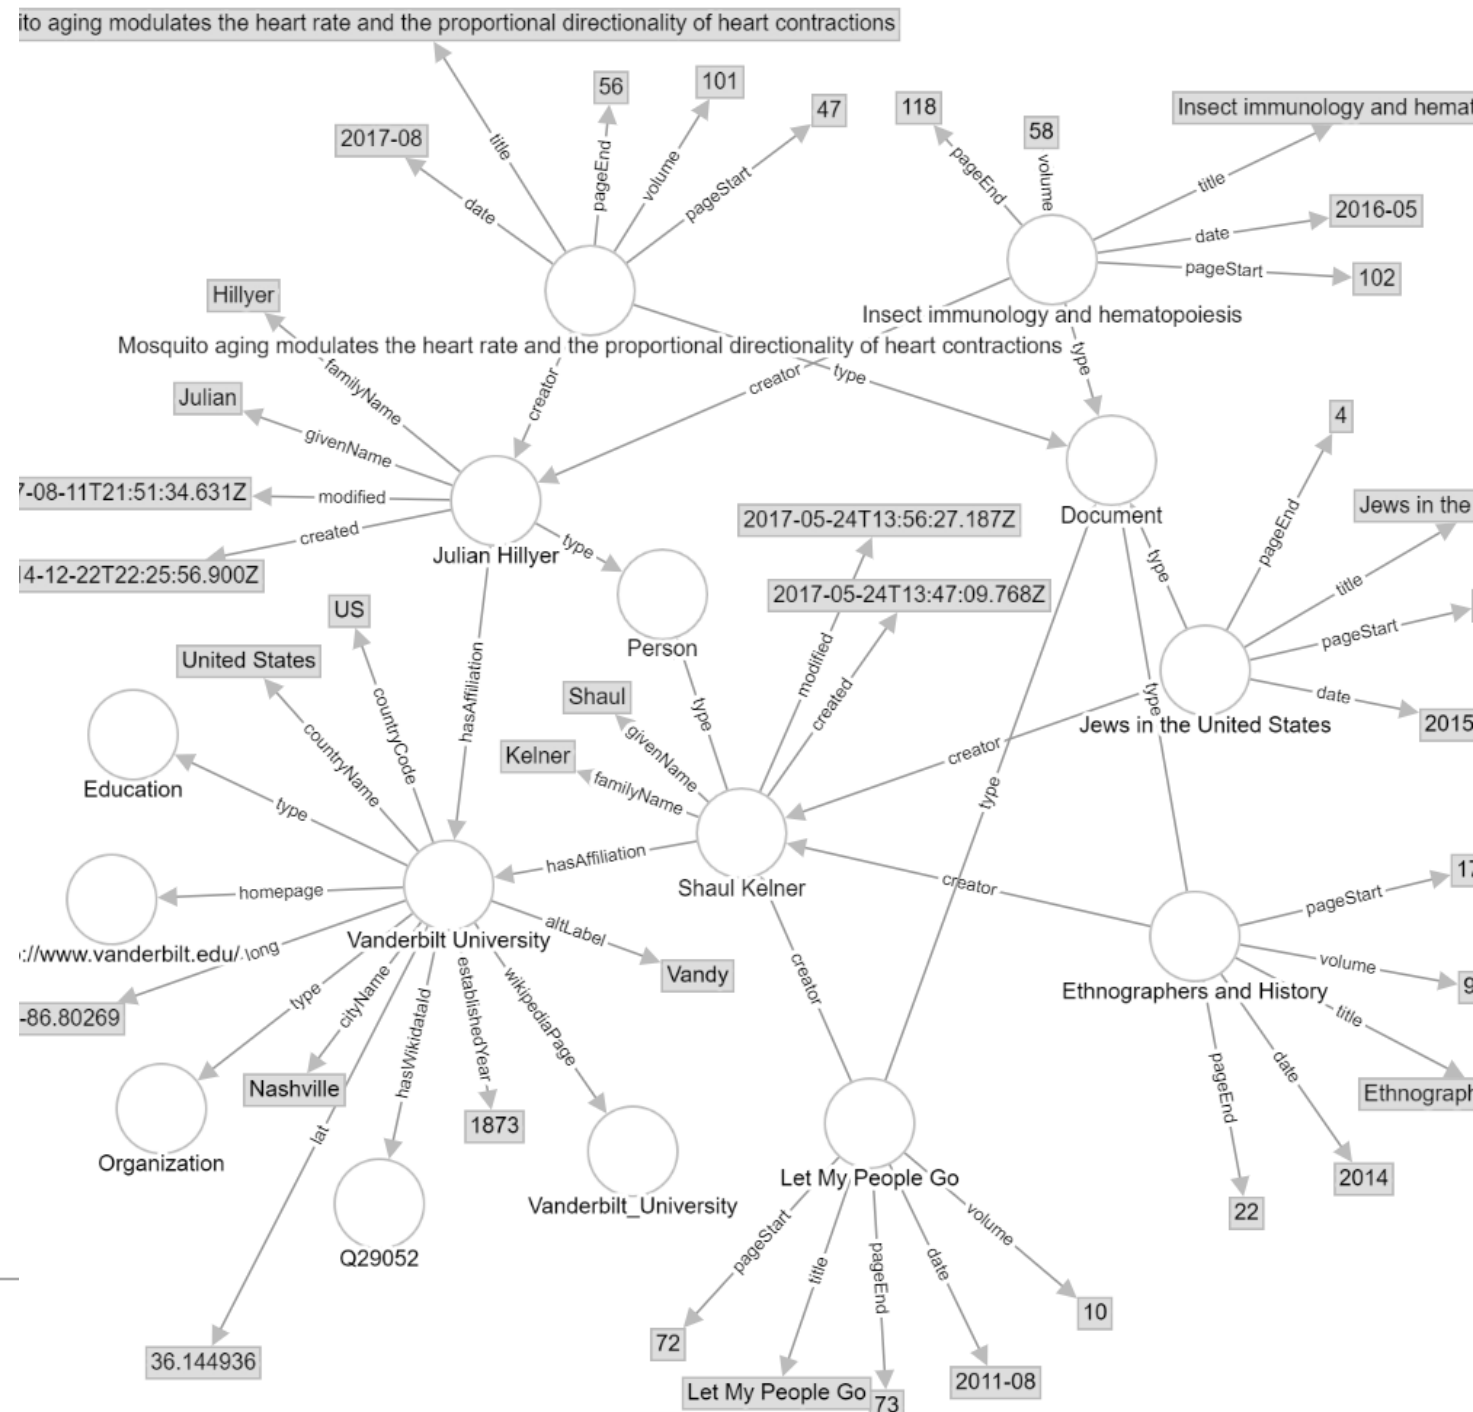 ito aging modulates the heart rate and the proportional directionality of heart contractions
56
101
47
118
58
Insect immunology and hemat
2017-08
title
pageEnd
volume
pageStart
date
pageEnd
volume
title
2016-05
date
pageStart
102
Hillyer
Insect immunology and hematopoiesis
Mosquito aging modulates the heart rate and the proportional directionality of heart contractions
familyName
creator
creator
type
type
Julian
givenName
4
7-08-11T21:51:34.631Z
modified
created
4-12-22T22:25:56.900Z
Julian Hillyer
type
2017-05-24T13:56:27.187Z
Document
pageEnd
Jews in the
type
title
2017-05-24T13:47:09.768Z
US
Person
pageStart
United States
hasAffiliation
modified
created
countryCode
countryName
Shaul
type
givenName
type
date
Jews in the United States
2015
Kelner
familyName
creator
Education
type
type
hasAffiliation
Shaul Kelner
creator
homepage
://www.vanderbilt.edu/
long
Vanderbilt University
altLabel
Vandy
pageStart
17
volume
9
Ethnographers and History
title
-86.80269
type
cityName
hasWikidataId
establishedYear
wikipediaPage
creator
pageEnd
date
Ethnograph
Nashville
1873
lat
Organization
Vanderbilt_University
Let My People Go
2014
22
Q29052
pageStart
title
pageEnd
date
volume
10
36.144936
72
Let My People Go
73
2011-08